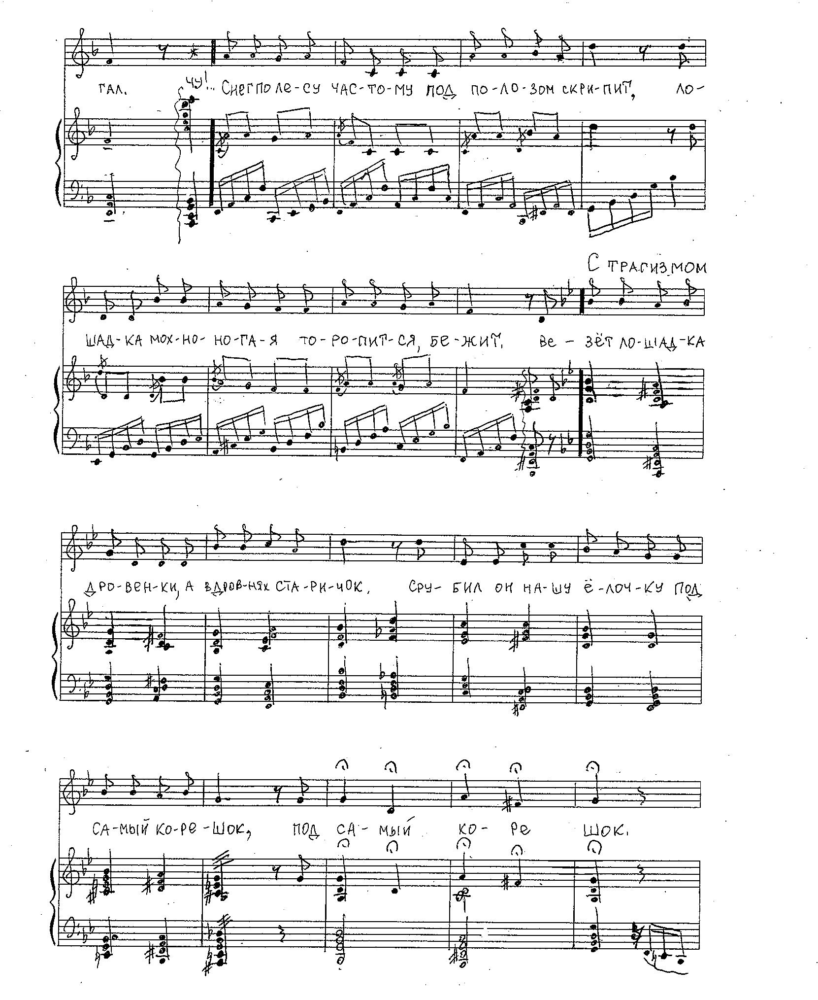 ГАЛ. ЧУ!.. СНЕГ ПО ЛЕ-СУ ЧАС-ТО-МУ ПОД ПО-ЛО-ЗОМ СКРИ-ПИТ, ЛО-
С ТРАГИЗМОМ
ШАД-КА МОХ-НО-НО-ГА-Я ТО-РО-ПИТ-СЯ, БЕ-ЖИТ. ВЕ-ЗЁТ ЛО-ШАД-КА
ДРО-ВЕН-КИ, А В ДРОВ-НЯХ СТА-РИ-ЧОК. СРУ-БИЛ ОН НА-ШУ Ё-ЛОЧ-КУ ПОД
СА-МЫЙ КО-РЕ-ШОК, ПОД СА-МЫЙ КО-РЕ ШОК.